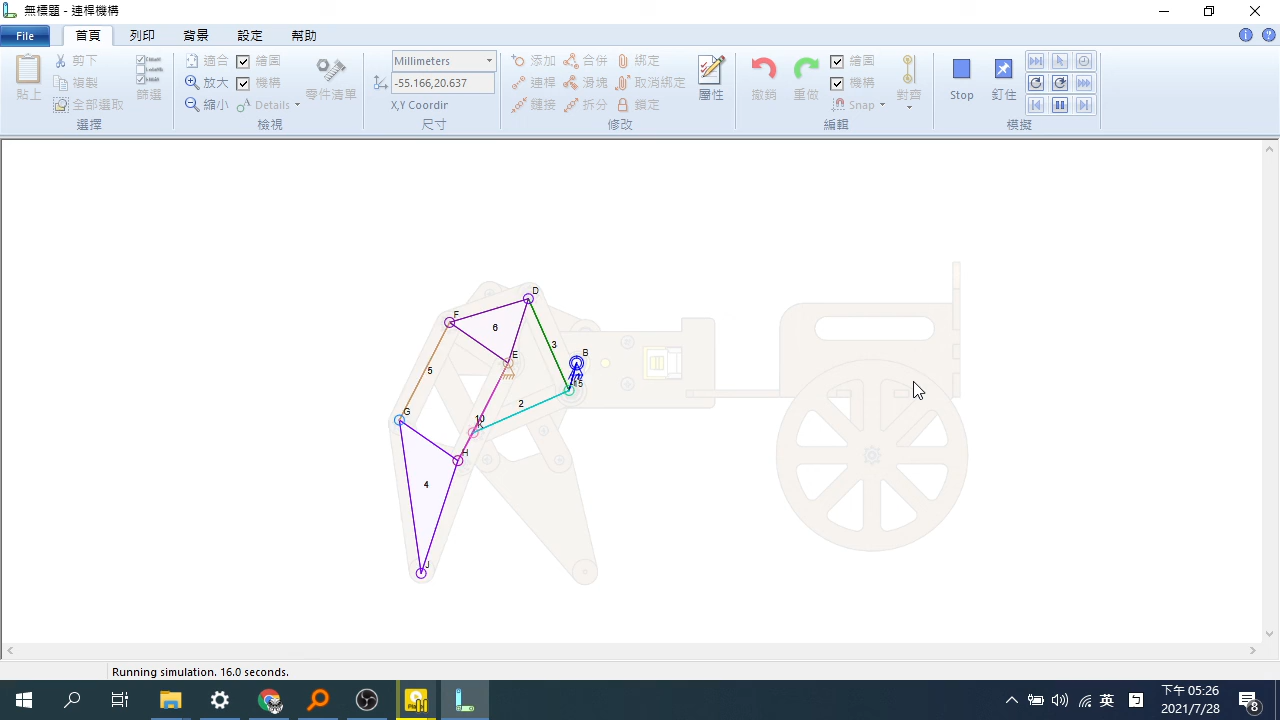 無標題 - 連桿機構
File 首頁 列印 背景 設定 幫助
貼上 剪下 複製 全部選取 篩選
選擇
適合 放大 縮小 繪圖 機構 Details 零件清單
檢視
Millimeters
-55.166,20.637
X,Y Coordir
尺寸
添加 合併 綁定
連桿 滑塊 取消綁定
鏈接 拆分 鎖定
屬性
修改
撤銷 重做 繪圖 機構 Snap 對齊
編輯
Stop 釘住
模擬
D
F
6
E
B
3
5
15
2
G
10
K
H
4
J
Running simulation. 16.0 seconds.
英
下午 05:26
2021/7/28
8